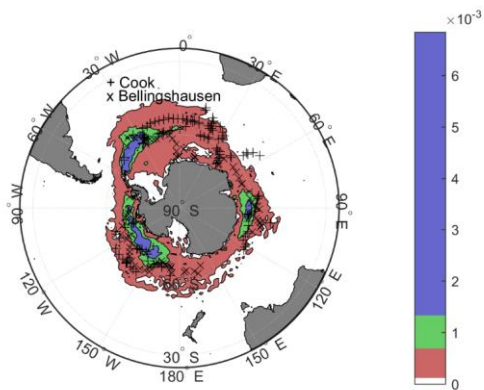 0°
30° W
30° E
60° W
60° E
90° W
90° E
120° W
120° E
150° W
150° E
180° E
+ Cook
x Bellingshausen
90° S
60° S
30° S
×10⁻³
6
5
4
3
2
1
0